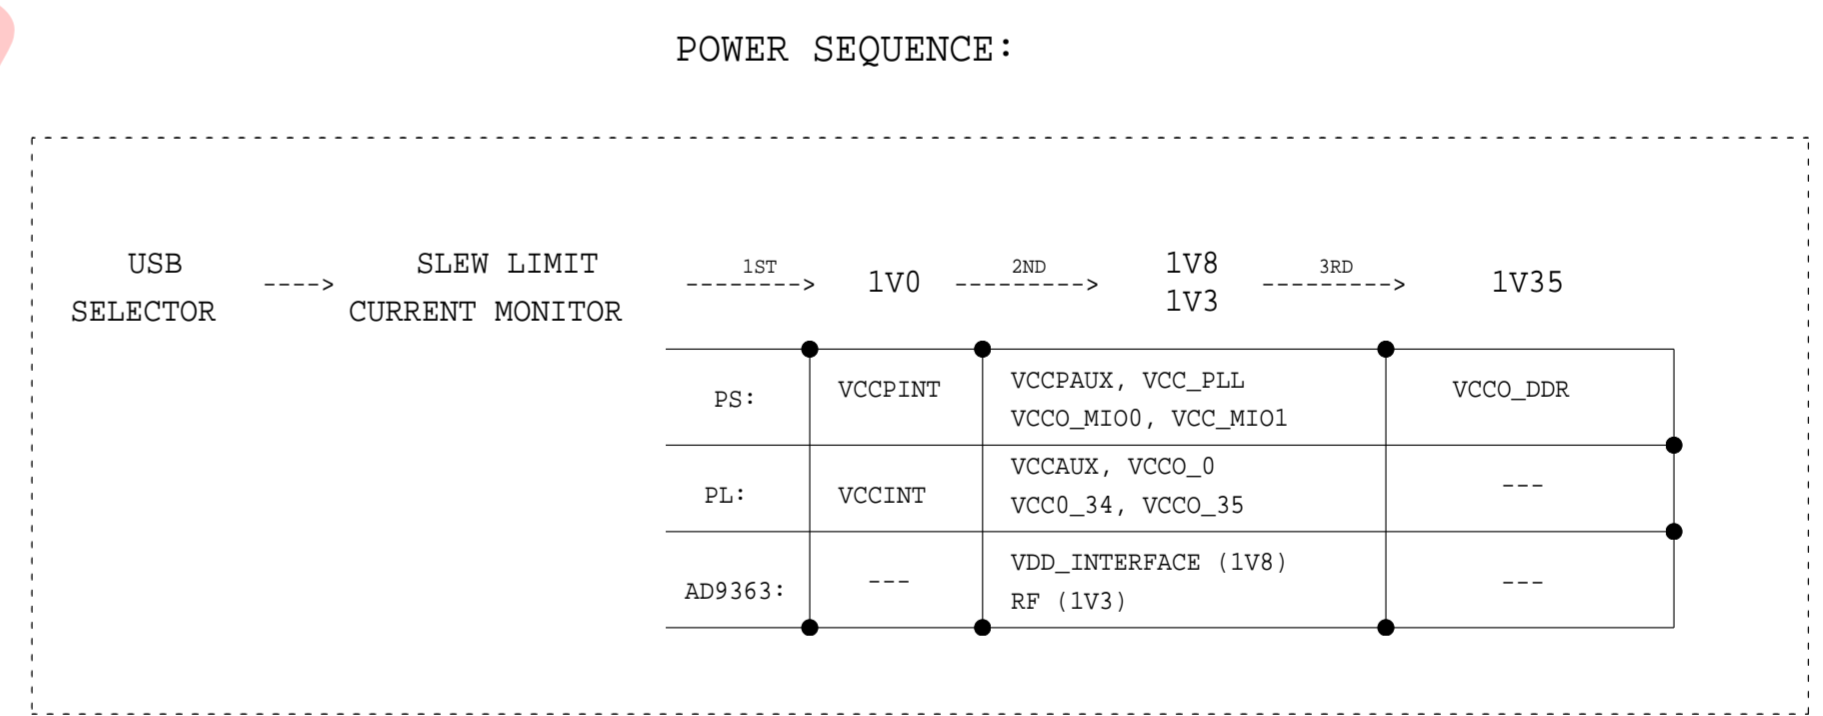 POWER SEQUENCE:
USB
SELECTOR
---->
SLEW LIMIT
CURRENT MONITOR
1ST
-------->
1V0
2ND
--------->
1V8
1V3
3RD
--------->
1V35
PS:
VCCPINT
VCCPAUX, VCC_PLL
VCCO_MIO0, VCC_MIO1
VCCO_DDR
PL:
VCCINT
VCCAUX, VCCO_0
VCC0_34, VCCO_35
---
AD9363:
---
VDD_INTERFACE (1V8)
RF (1V3)
---